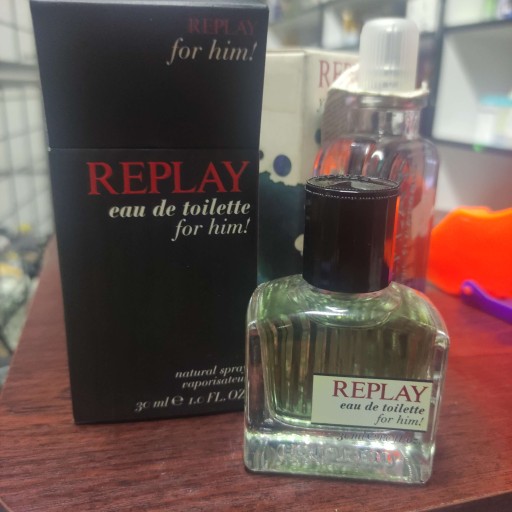 REPLAY
for him!
REPLAY
eau de toilette
for him!
natural spray
vaporisateur
30 ml e 1.0 FL.OZ
RE
REPLAY
eau de toilette
for him!